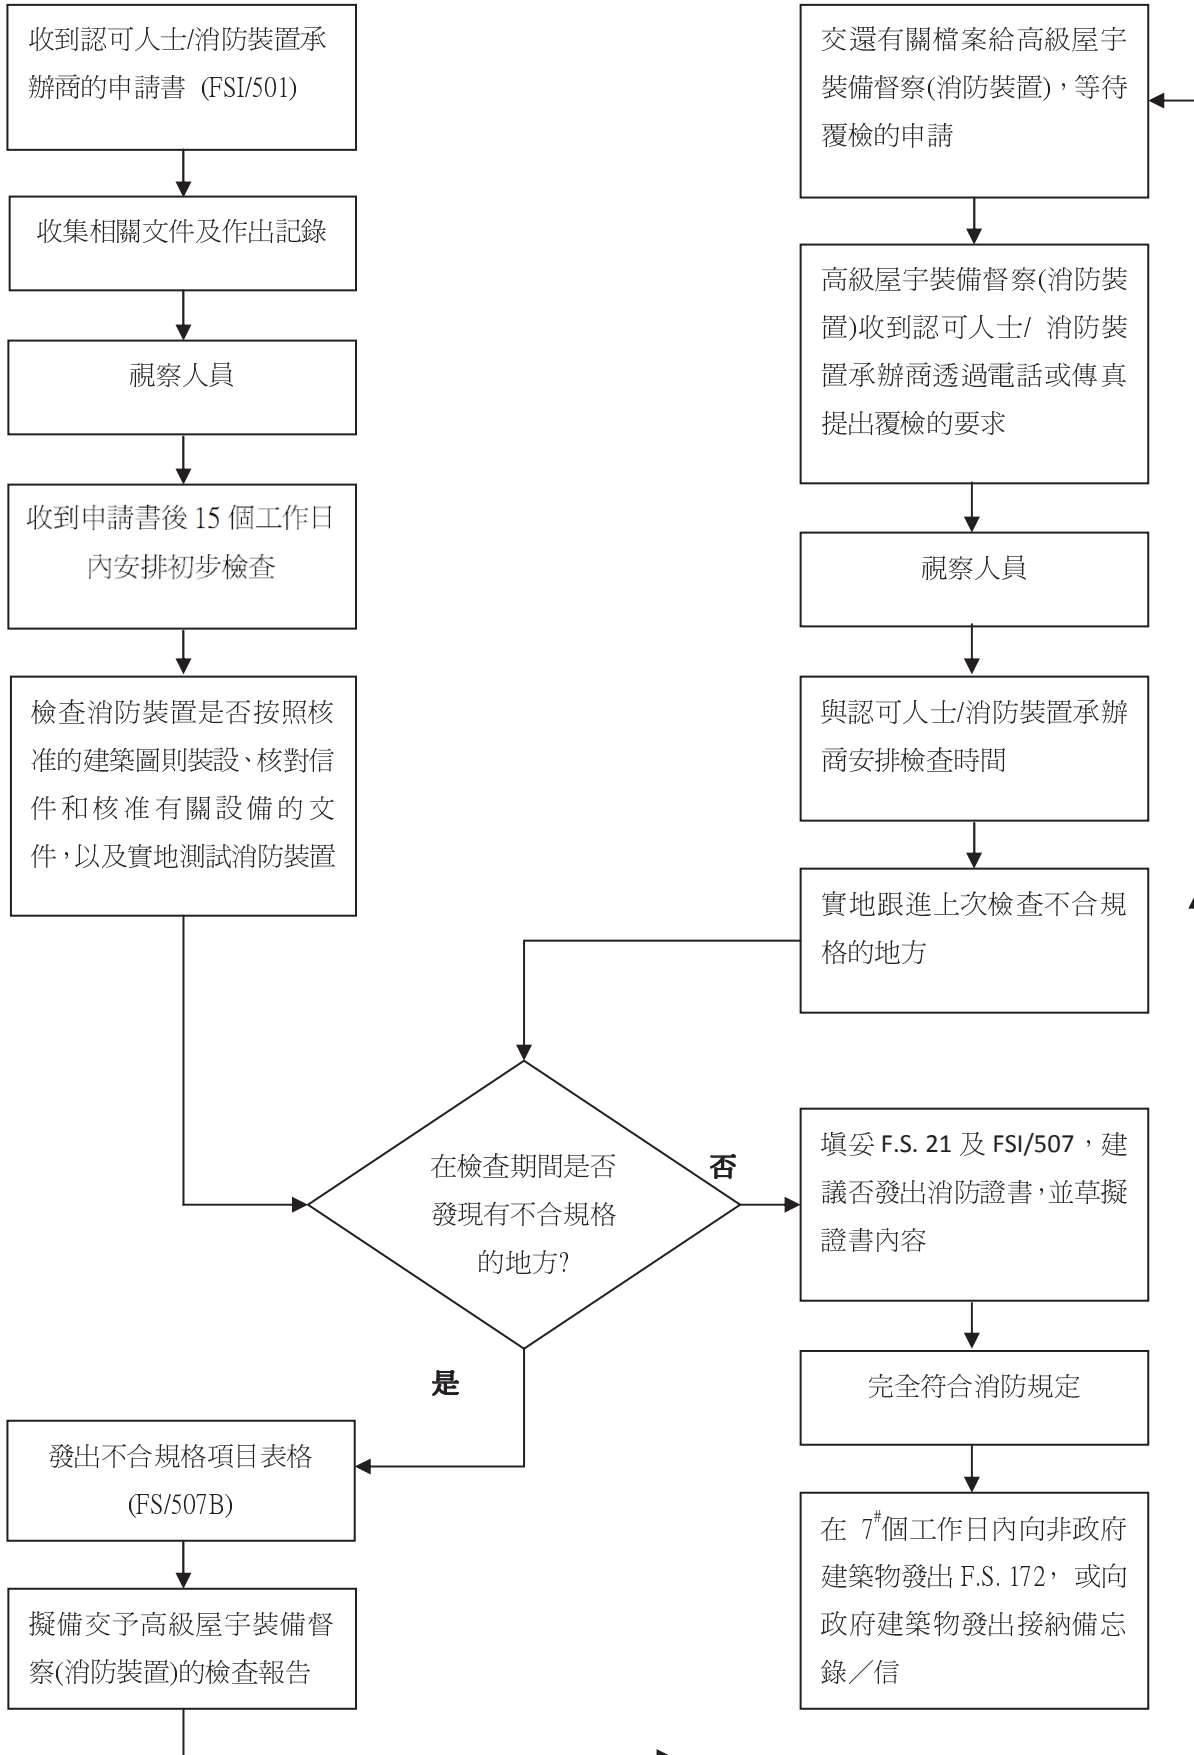 收到認可人士/消防裝置承
辦商的申請書 (FSI/501)
收集相關文件及作出記錄
視察人員
收到申請書後 15 個工作日
內安排初步檢查
檢查消防裝置是否按照核
准的建築圖則裝設、核對信
件和核准有關設備的文
件，以及實地測試消防裝置
交還有關檔案給高級屋宇
裝備督察(消防裝置)，等待
覆檢的申請
高級屋宇裝備督察(消防裝
置)收到認可人士/ 消防裝
置承辦商透過電話或傳真
提出覆檢的要求
視察人員
與認可人士/消防裝置承辦
商安排檢查時間
實地跟進上次檢查不合規
格的地方
在檢查期間是否
發現有不合規格
的地方?
否
填妥 F.S. 21 及 FSI/507，建
議否發出消防證書，並草擬
證書內容
完全符合消防規定
在 7#個工作日內向非政府
建築物發出 F.S. 172， 或向
政府建築物發出接納備忘
錄／信
是
發出不合規格項目表格
(FS/507B)
擬備交予高級屋宇裝備督
察(消防裝置)的檢查報告